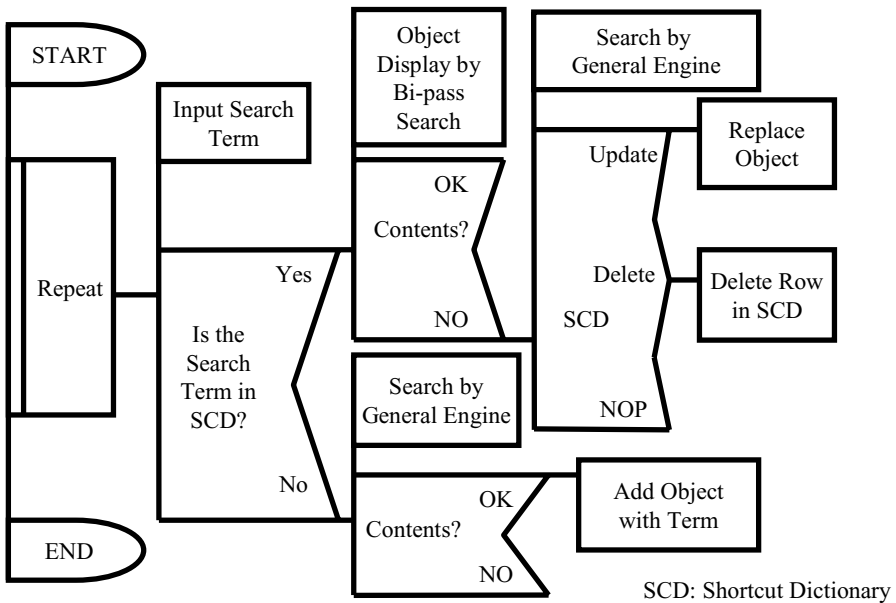 START
Repeat
END
Input Search
Term
Is the
Search
Term in
SCD?
Yes
No
Object
Display by
Bi-pass
Search
Contents?
OK
NO
Search by
General Engine
SCD
Update
Delete
NOP
Replace
Object
Delete Row
in SCD
Search by
General Engine
Contents?
OK
NO
Add Object
with Term
SCD: Shortcut Dictionary